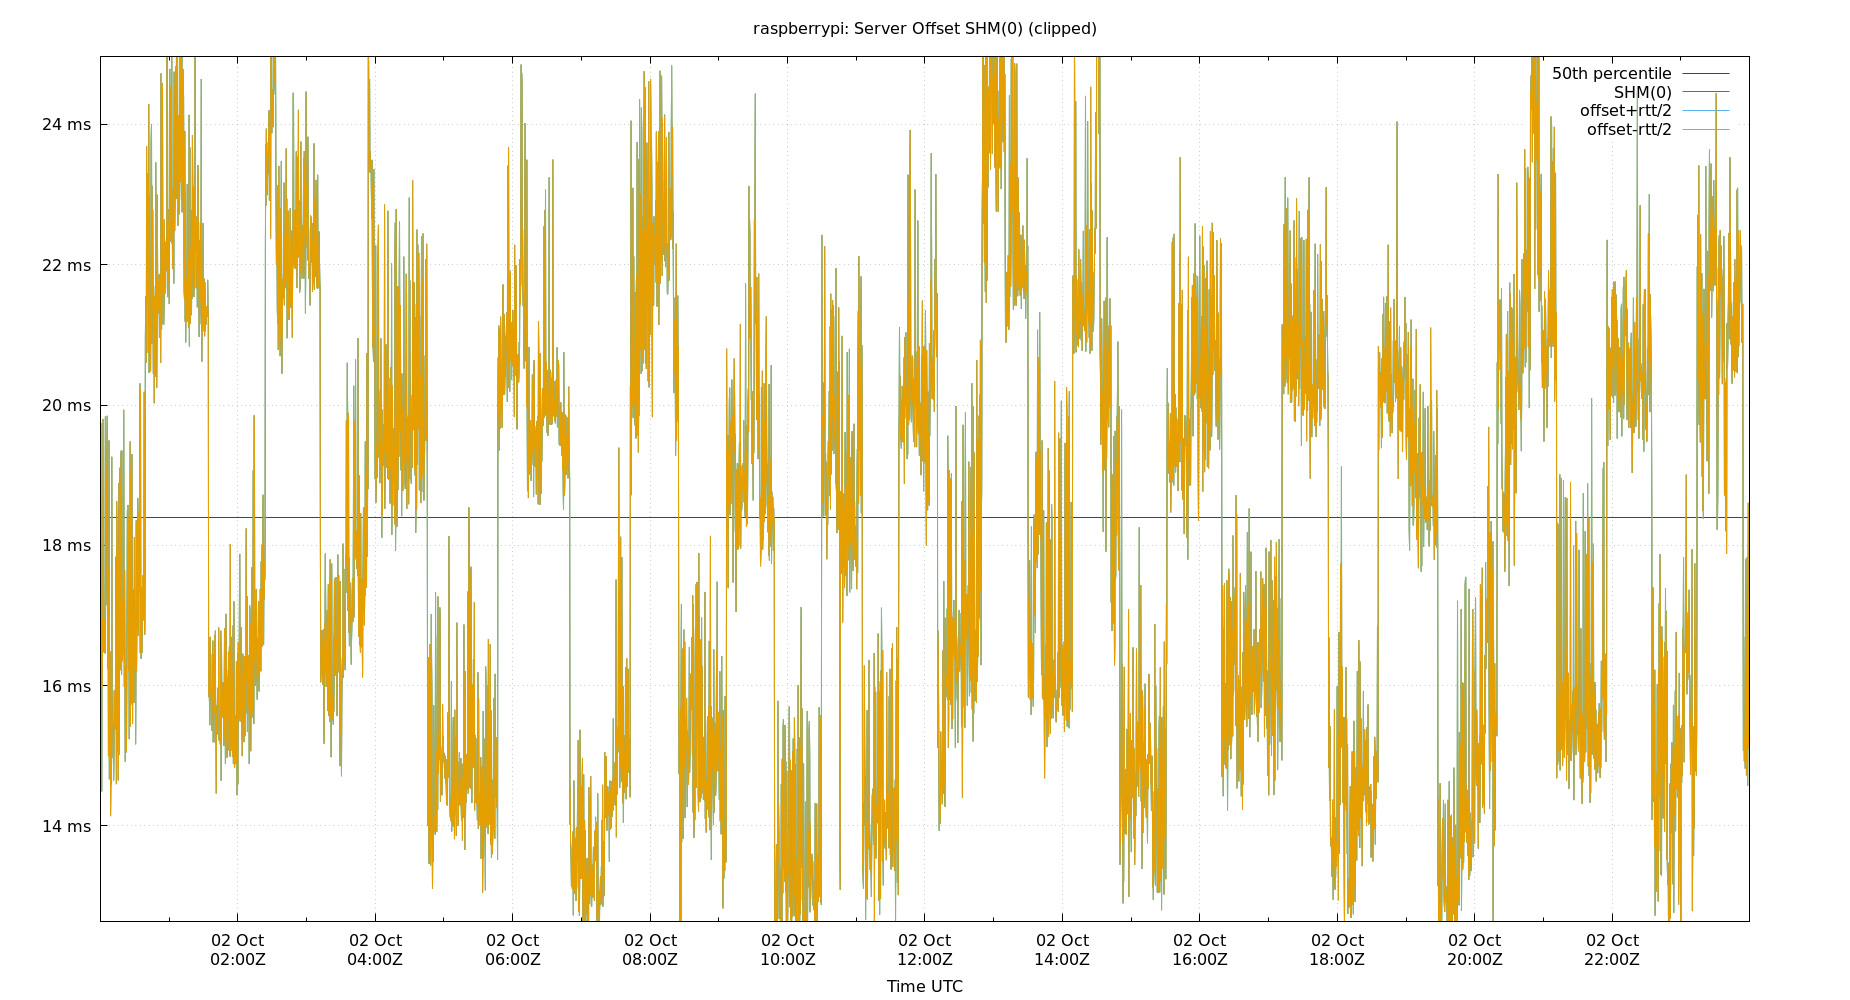 raspberrypi: Server Offset SHM(0) (clipped)
50th percentile
SHM(0)
offset+rtt/2
offset-rtt/2
24 ms
22 ms
20 ms
18 ms
16 ms
14 ms
02 Oct 02 Oct 02 Oct 02 Oct 02 Oct 02 Oct 02 Oct 02 Oct 02 Oct 02 Oct 02 Oct
02:00Z 04:00Z 06:00Z 08:00Z 10:00Z 12:00Z 14:00Z 16:00Z 18:00Z 20:00Z 22:00Z
Time UTC